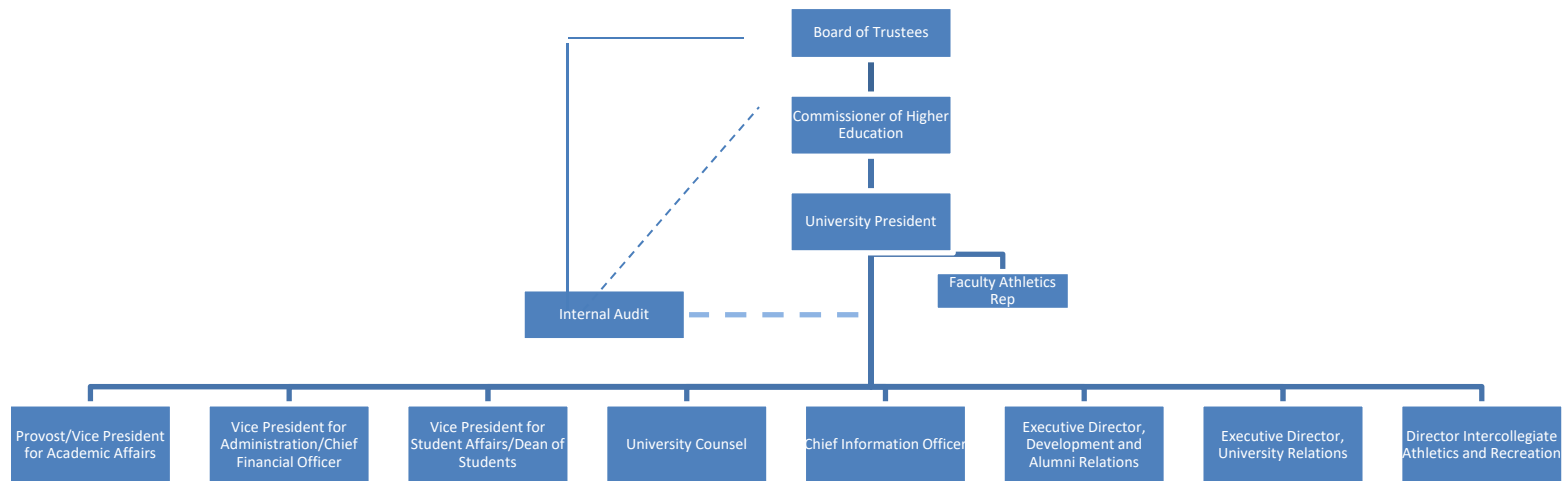 Board of Trustees
Commissioner of Higher
Education
University President
Faculty Athletics
Rep
Internal Audit
Provost/Vice President
for Academic Affairs
Vice President for
Administration/Chief
Financial Officer
Vice President for
Student Affairs/Dean of
Students
University Counsel
Chief Information Officer
Executive Director,
Development and
Alumni Relations
Executive Director,
University Relations
Director Intercollegiate
Athletics and Recreation